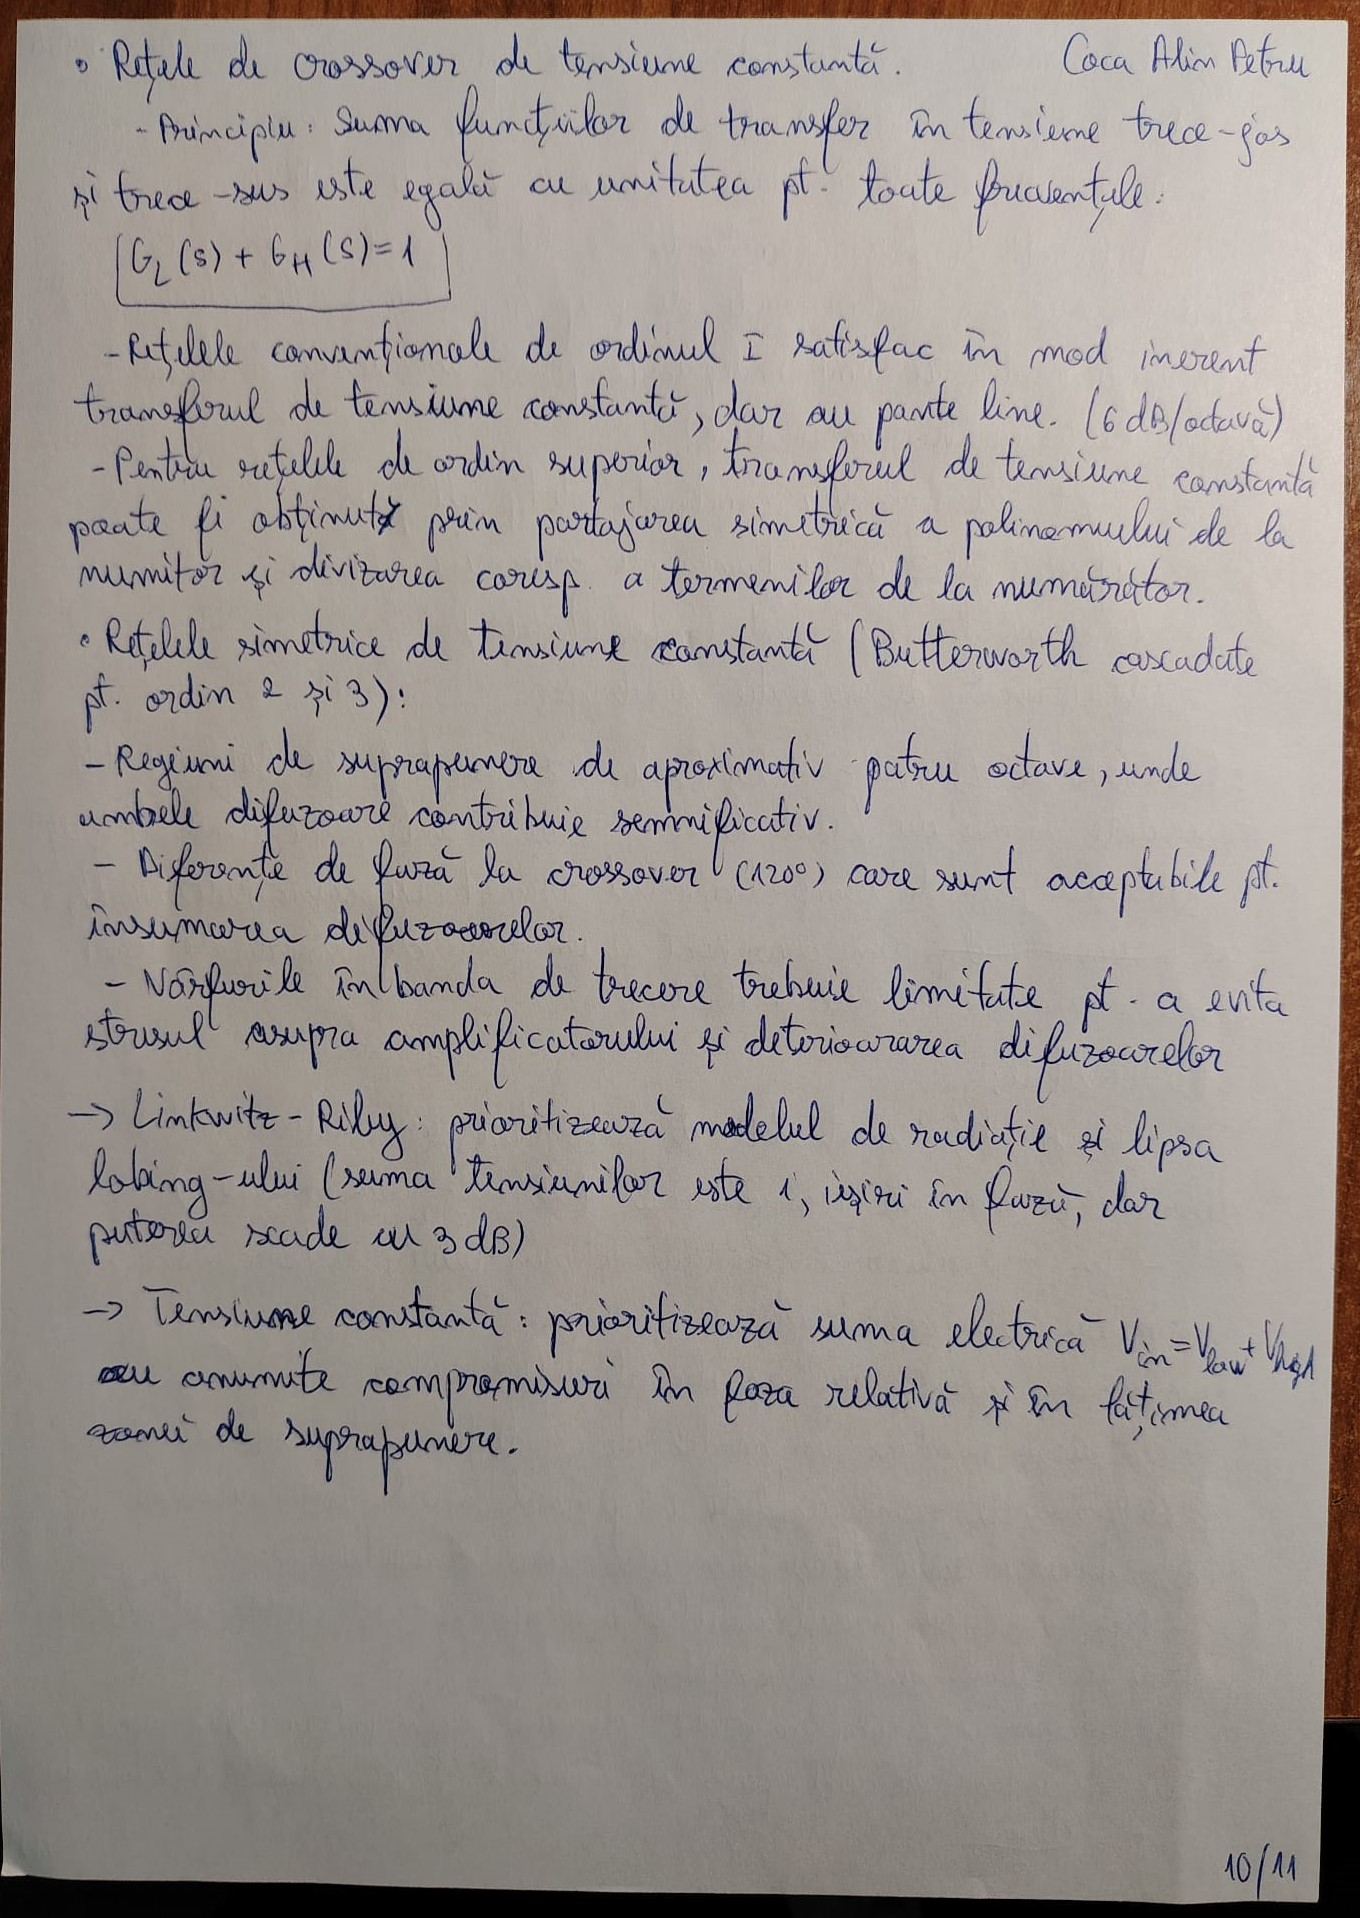 • Rețele de crossover de tensiune constantă. Coca Alin Petru
- Principiu: Suma funcțiilor de transfer în tensiune trece-jos
și trece-sus este egală cu unitatea pt. toate frecvențele:
G_L(s) + G_H(s) = 1
- Rețelele convenționale de ordinul I satisfac în mod inerent
transferul de tensiune constantă, dar au pante line. (6 dB/octavă)
- Pentru rețelele de ordin superior, transferul de tensiune constantă
poate fi obținut prin partajarea simetrică a polinomului de la
numitor și divizarea coresp. a termenilor de la numărător.
• Rețelele simetrice de tensiune constantă (Butterworth cascadate
pt. ordin 2 și 3):
- Regiuni de suprapunere de aproximativ patru octave, unde
ambele difuzoare contribuie semnificativ.
- Diferențe de fază la crossover (120°) care sunt acceptabile pt.
însumarea difuzoarelor.
- Vârfurile în banda de trecere trebuie limitate pt. a evita
stresul asupra amplificatorului și deteriorarea difuzoarelor
→ Linkwitz-Riley: prioritizează modelul de radiație și lipsa
lobing-ului (suma tensiunilor este 1, ieșiri în fază, dar
puterea scade cu 3 dB)
→ Tensiune constantă: prioritizează suma electrică V_in = V_low + V_high
cu anumite compromisuri în faza relativă și în lățimea
zonei de suprapunere.
10/11